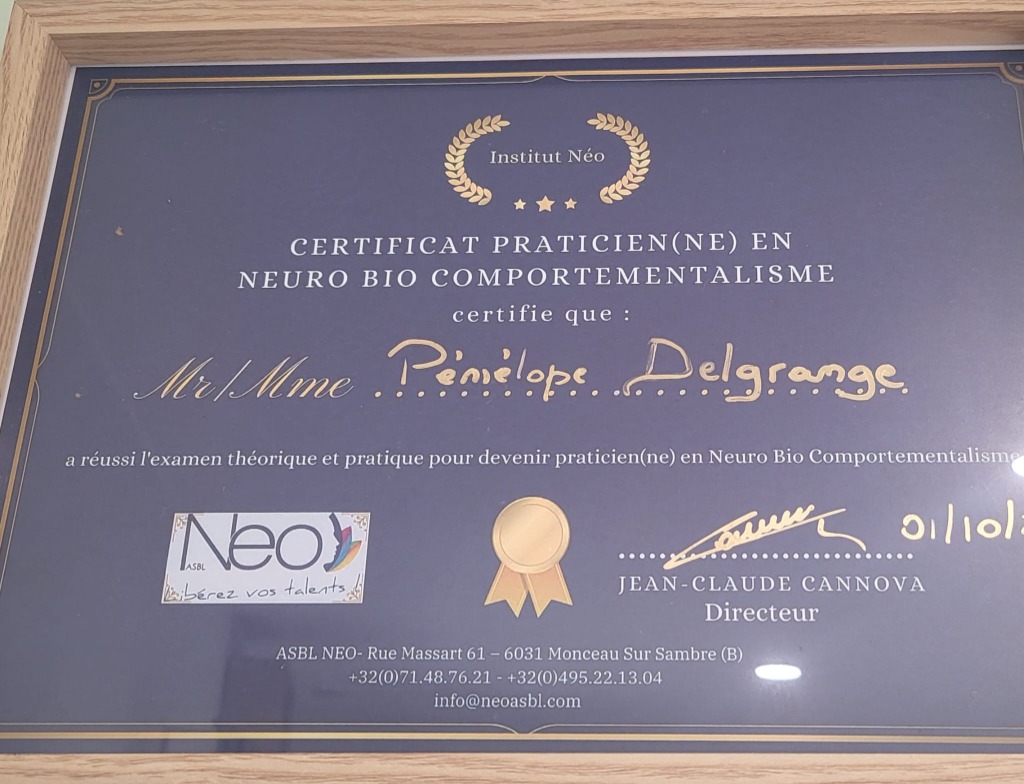 Institut Néo
CERTIFICAT PRATICIEN(NE) EN
NEURO BIO COMPORTEMENTALISME
certifie que :
Mr/Mme Pénélope Delgrange
a réussi l'examen théorique et pratique pour devenir praticien(ne) en Neuro Bio Comportementalisme
Neo
ASBL
Libérez vos talents!
01/10/
JEAN-CLAUDE CANNOVA
Directeur
ASBL NEO- Rue Massart 61 – 6031 Monceau Sur Sambre (B)
+32(0)71.48.76.21 - +32(0)495.22.13.04
info@neoasbl.com